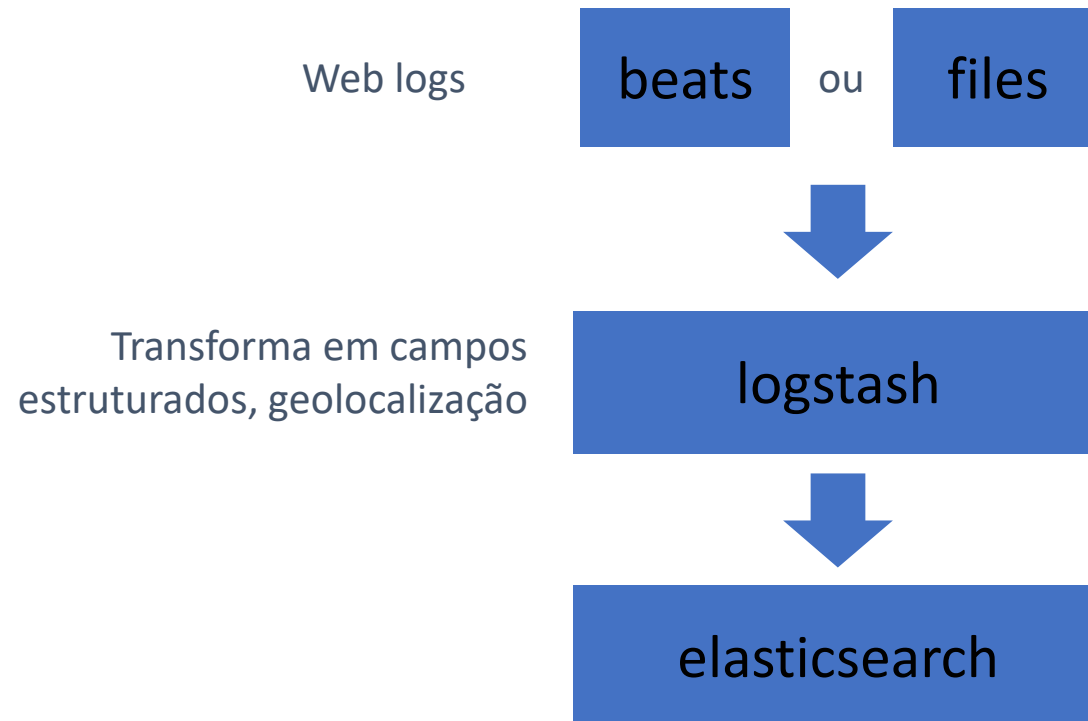 Web logs
beats
ou
files
Transforma em campos
estruturados, geolocalização
logstash
elasticsearch